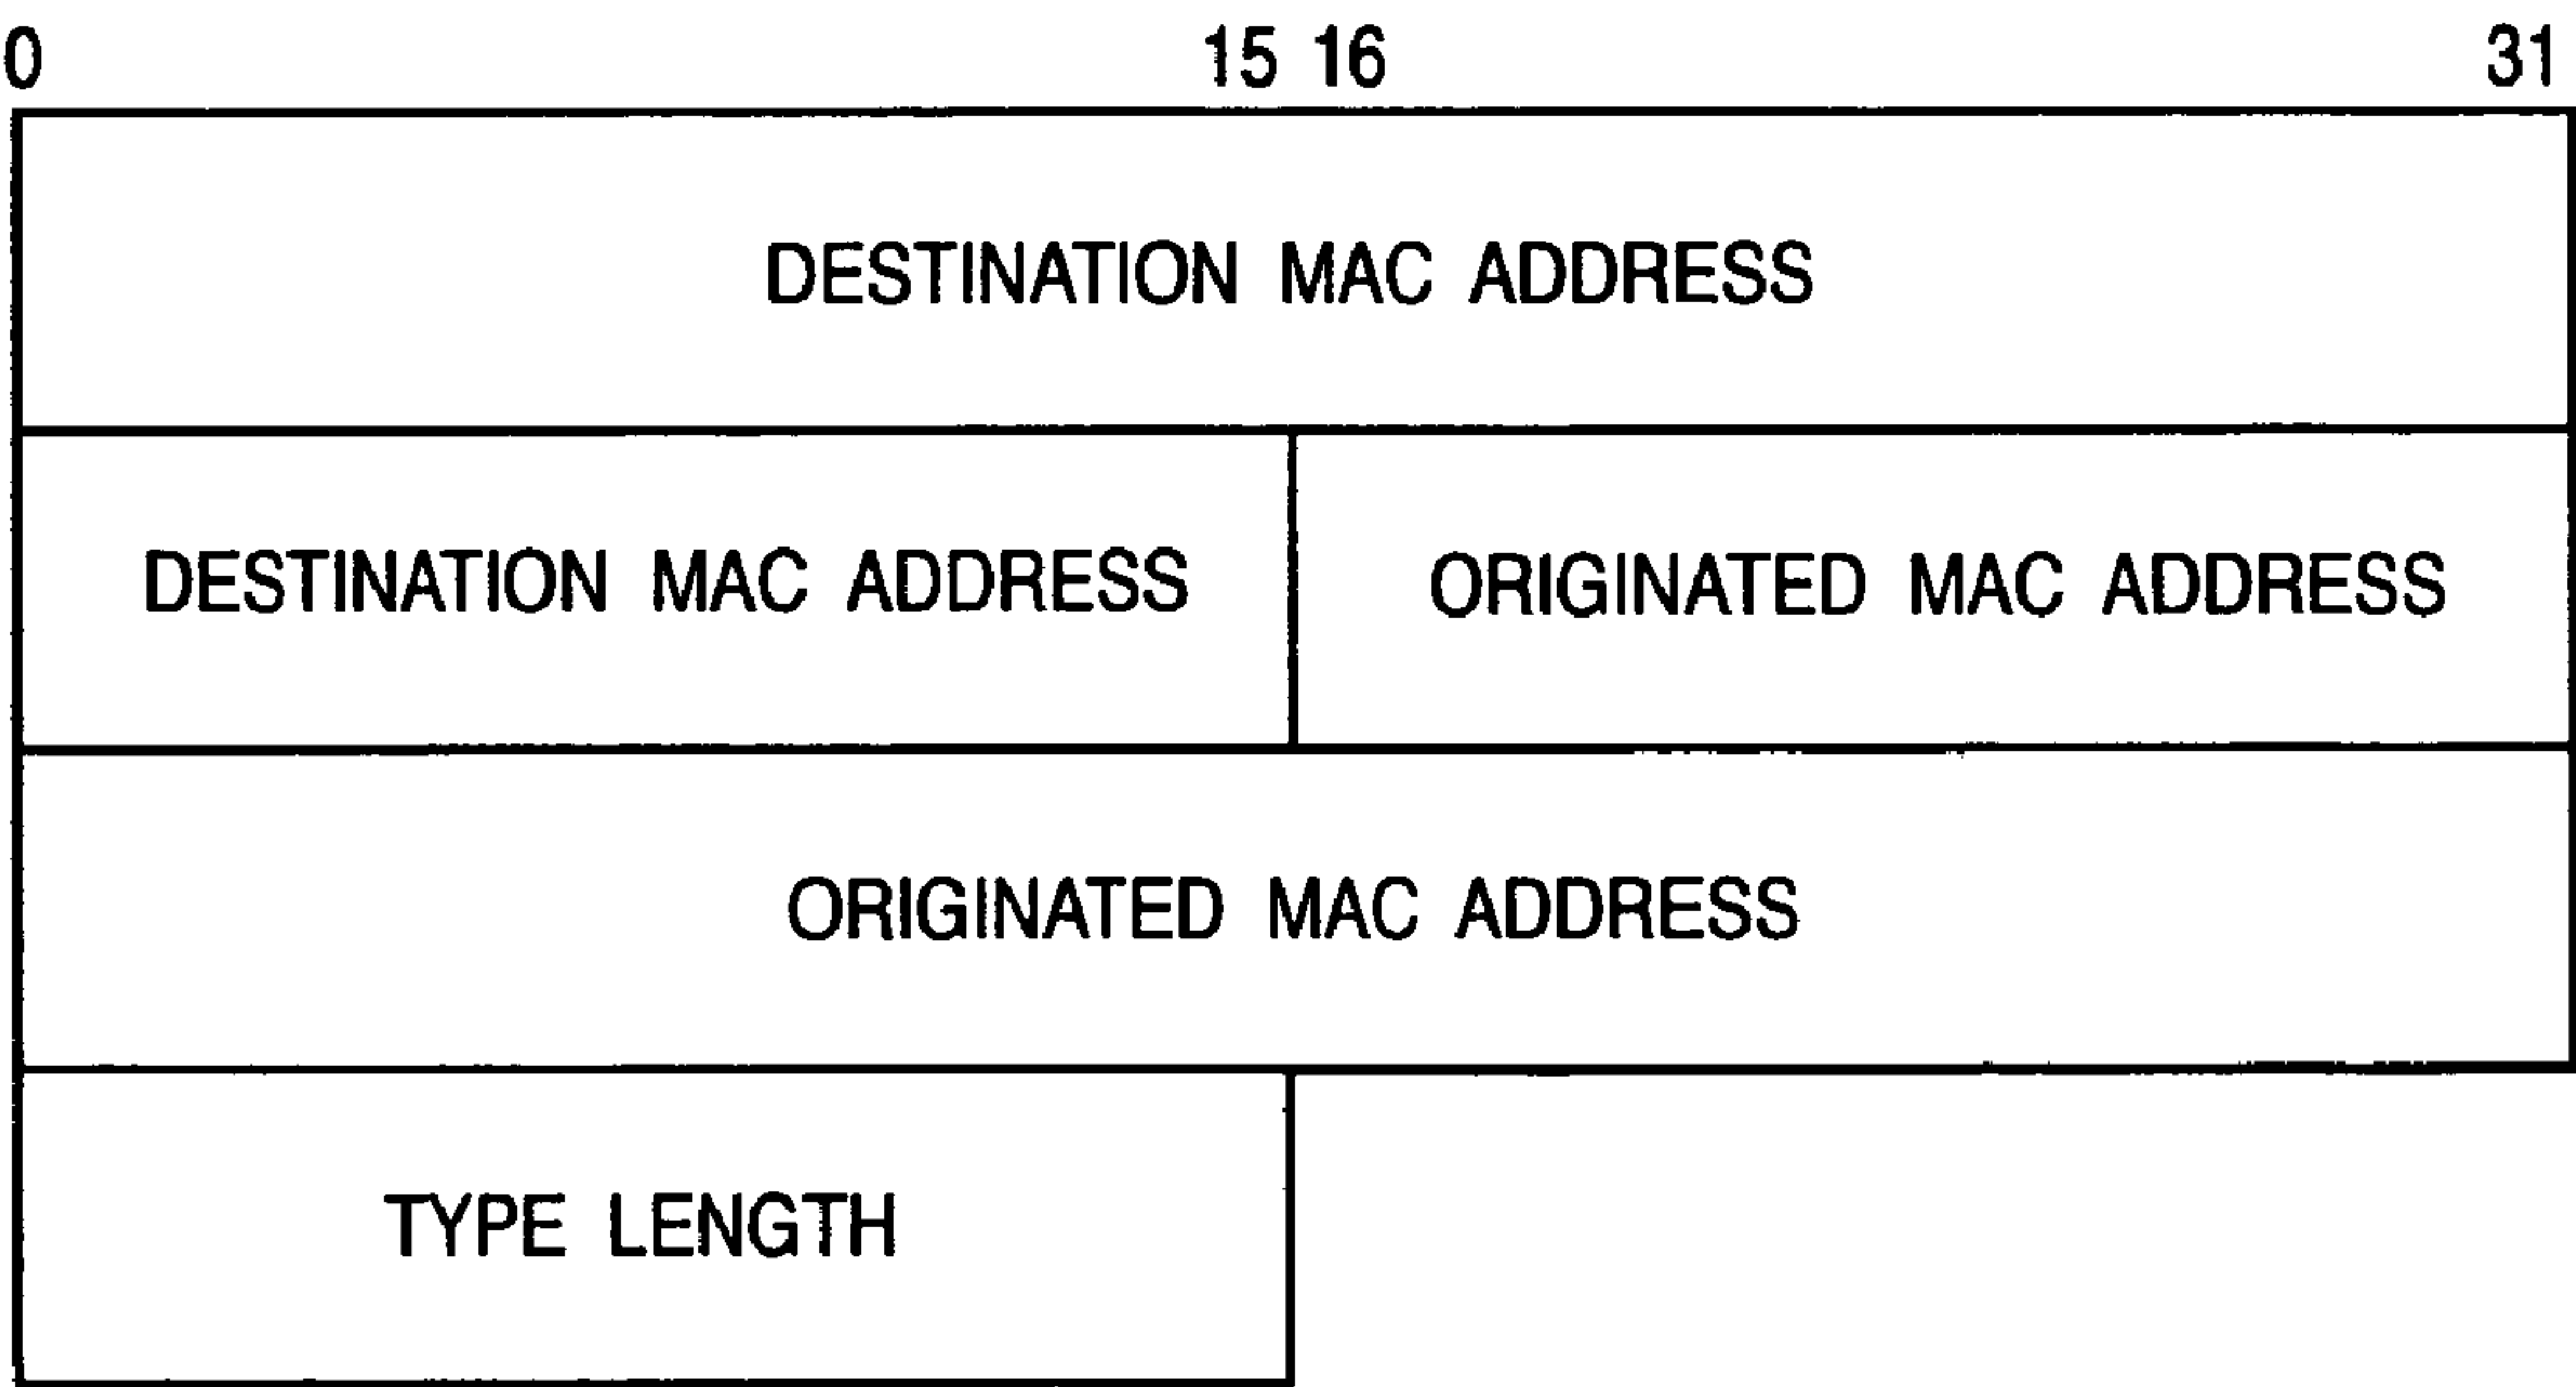 0 15 16 31
DESTINATION MAC ADDRESS
DESTINATION MAC ADDRESS ORIGINATED MAC ADDRESS
ORIGINATED MAC ADDRESS
TYPE LENGTH